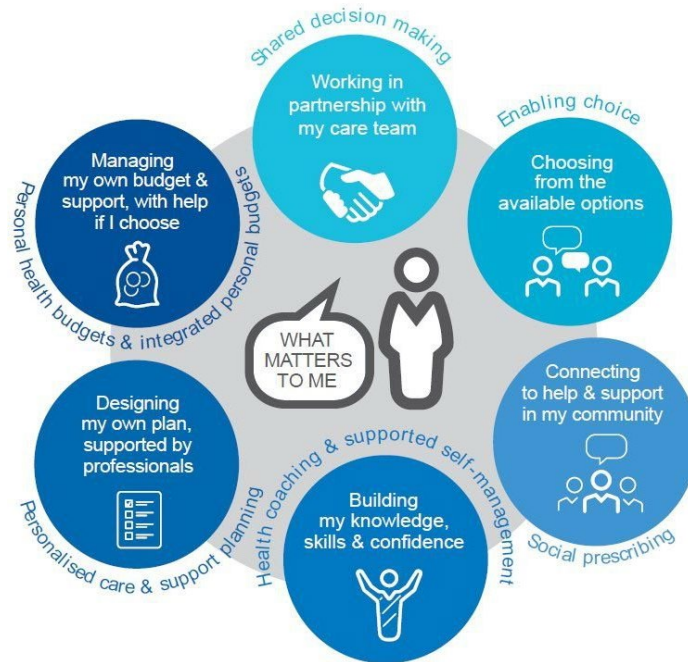 Shared decision making
Working in
partnership with
my care team
Enabling choice
Choosing
from the
available options
Connecting
to help & support
in my community
Social prescribing
Health coaching & supported self-management
Building
my knowledge,
skills & confidence
Designing
my own plan,
supported by
professionals
Personalised care & support planning
Managing
my own budget &
support, with help
if I choose
Personal health budgets & integrated personal budgets
WHAT
MATTERS
TO ME